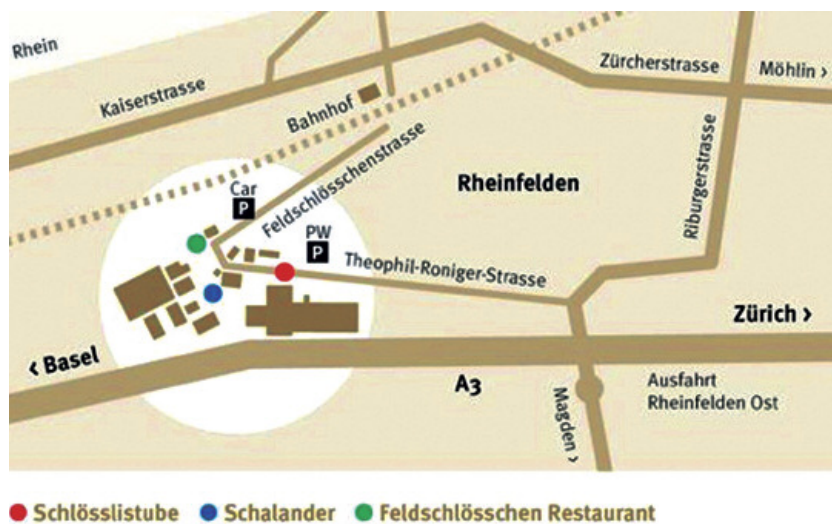 Rhein
Kaiserstrasse
Zürcherstrasse
Möhlin >
Bahnhof
Feldschlösschenstrasse
Car
P
Rheinfelden
Riburgerstrasse
PW
P
Theophil-Roniger-Strasse
Zürich >
< Basel
A3
Magden >
Ausfahrt
Rheinfelden Ost
Schlösslistube Schalander Feldschlösschen Restaurant